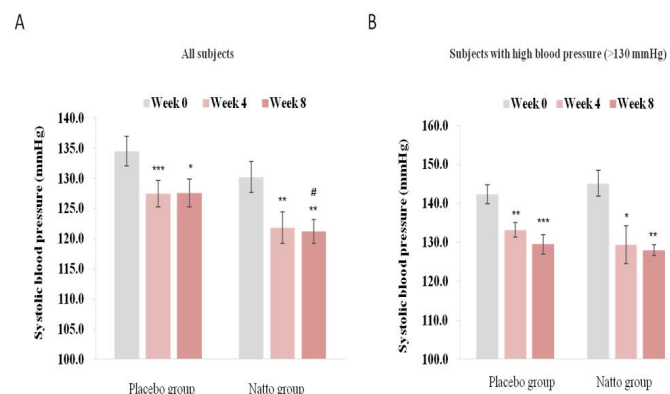 A
All subjects
Week 0 Week 4 Week 8
Systolic blood pressure (mmHg)
140.0
135.0
130.0
125.0
120.0
115.0
110.0
105.0
100.0
*** * ** # **
Placebo group Natto group
B
Subjects with high blood pressure (>130 mmHg)
Week 0 Week 4 Week 8
Systolic blood pressure (mmHg)
160.0
150.0
140.0
130.0
120.0
110.0
100.0
** *** * **
Placebo group Natto group